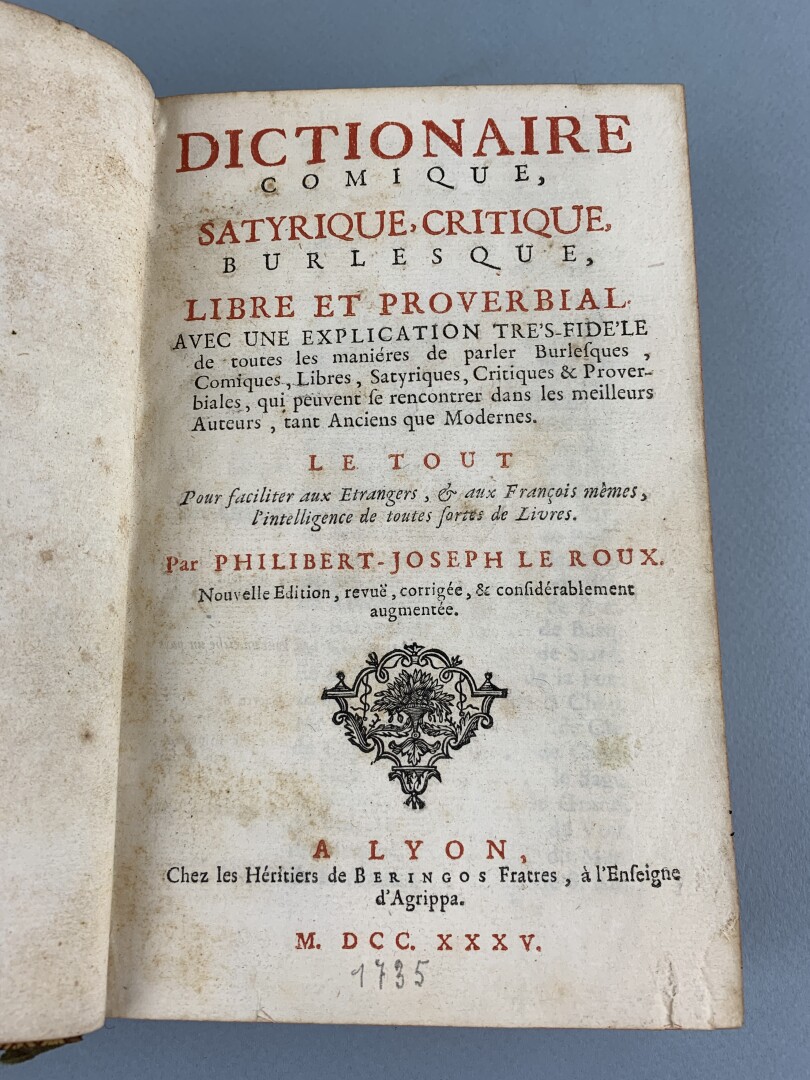 DICTIONAIRE
COMIQUE,
SATYRIQUE, CRITIQUE,
BURLESQUE,
LIBRE ET PROVERBIAL.
AVEC UNE EXPLICATION TRE'S-FIDE'LE
de toutes les maniéres de parler Burleſques ,
Comiques, Libres, Satyriques, Critiques & Prover-
biales, qui peuvent ſe rencontrer dans les meilleurs
Auteurs , tant Anciens que Modernes.
LE TOUT
Pour faciliter aux Etrangers , & aux François mêmes,
l'intelligence de toutes ſortes de Livres.
Par PHILIBERT-JOSEPH LE ROUX.
Nouvelle Edition, revuë, corrigée, & conſidérablement
augmentée.
A LYON,
Chez les Héritiers de BERINGOS Fratres, à l'Enſeigne
d'Agrippa.
M. DCC. XXXV.
1735